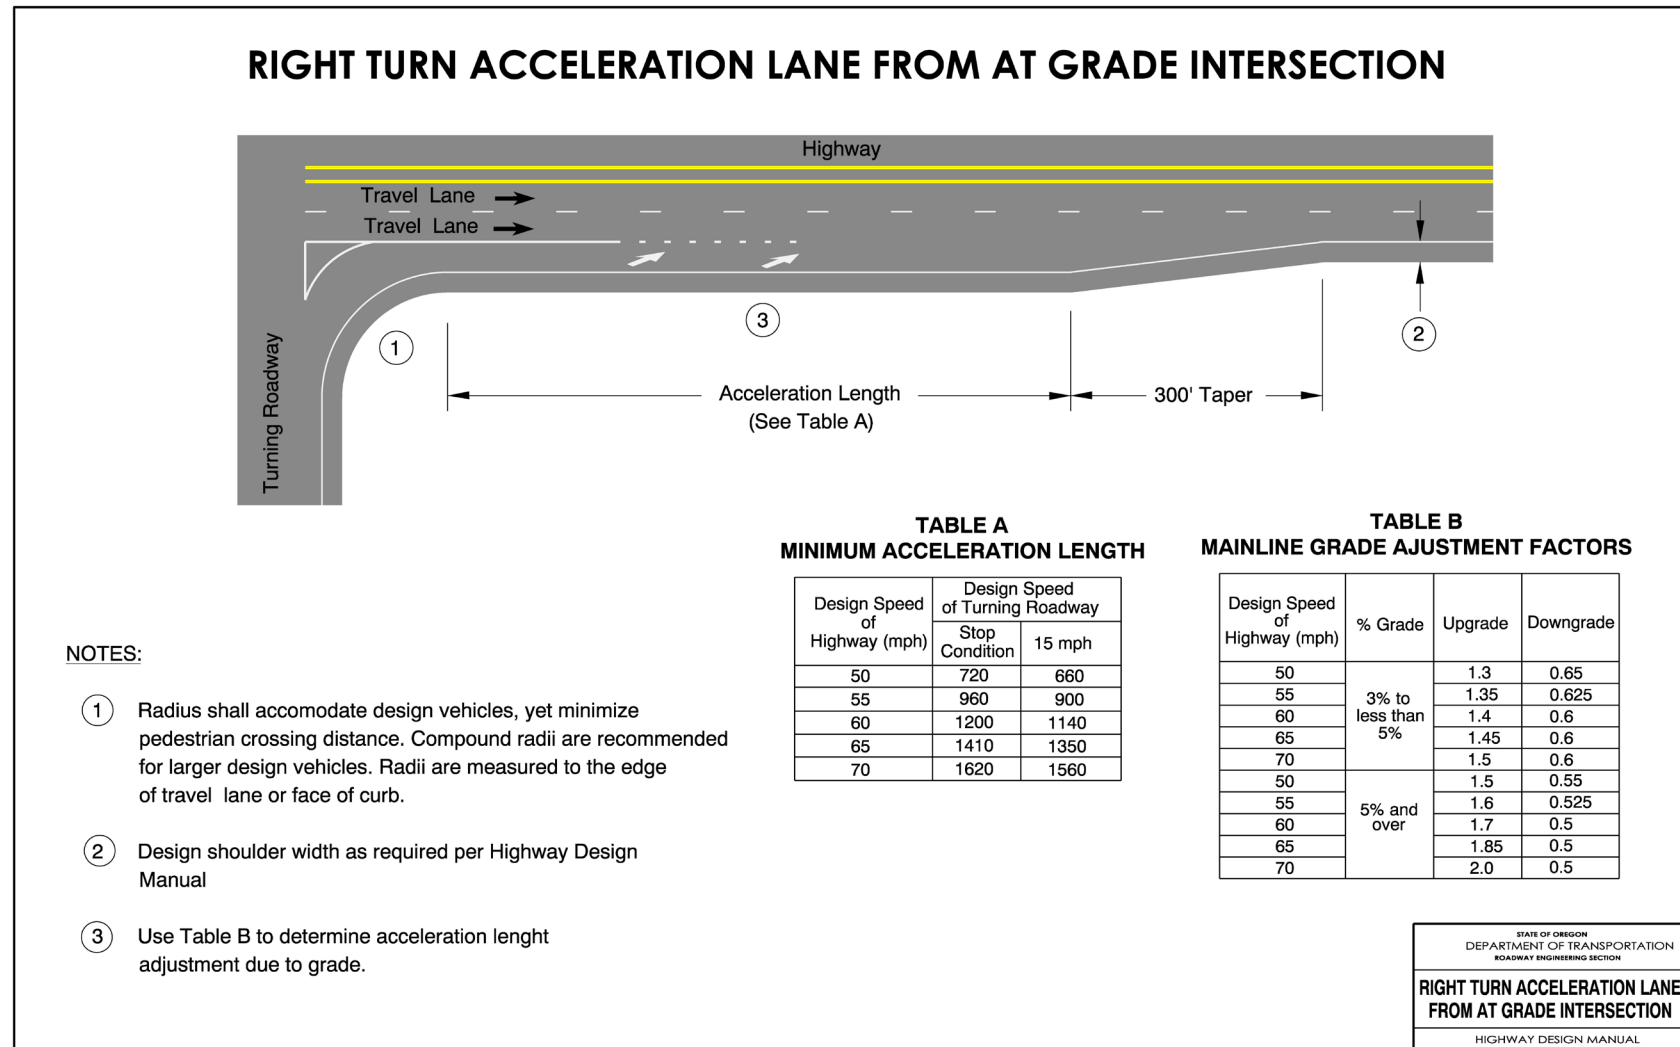 RIGHT TURN ACCELERATION LANE FROM AT GRADE INTERSECTION
Highway
Travel Lane
Travel Lane
Turning Roadway
1
3
2
Acceleration Length
(See Table A)
300' Taper
TABLE A
MINIMUM ACCELERATION LENGTH
Design Speed
of
Highway (mph)
Design Speed
of Turning Roadway
Stop
Condition
15 mph
50 720 660
55 960 900
60 1200 1140
65 1410 1350
70 1620 1560
TABLE B
MAINLINE GRADE AJUSTMENT FACTORS
Design Speed
of
Highway (mph)
% Grade
Upgrade
Downgrade
3% to
less than
5%
50 1.3 0.65
55 1.35 0.625
60 1.4 0.6
65 1.45 0.6
70 1.5 0.6
5% and
over
50 1.5 0.55
55 1.6 0.525
60 1.7 0.5
65 1.85 0.5
70 2.0 0.5
NOTES:
1 Radius shall accomodate design vehicles, yet minimize
pedestrian crossing distance. Compound radii are recommended
for larger design vehicles. Radii are measured to the edge
of travel lane or face of curb.
2 Design shoulder width as required per Highway Design
Manual
3 Use Table B to determine acceleration lenght
adjustment due to grade.
STATE OF OREGON
DEPARTMENT OF TRANSPORTATION
ROADWAY ENGINEERING SECTION
RIGHT TURN ACCELERATION LANE
FROM AT GRADE INTERSECTION
HIGHWAY DESIGN MANUAL